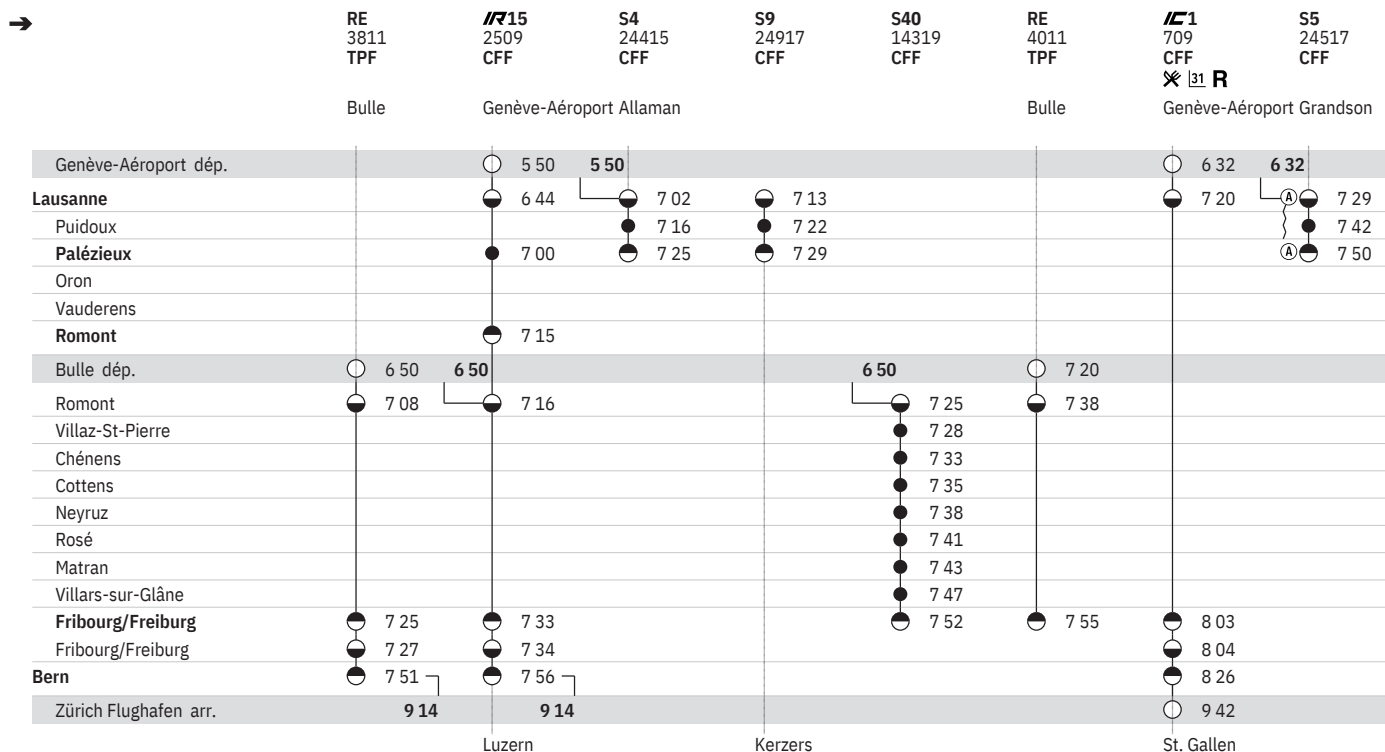 ➔ RE IR15 S4 S9 S40 RE IC1 S5
3811 2509 24415 24917 14319 4011 709 24517
TPF CFF CFF CFF CFF TPF CFF CFF
31 R
Bulle Genève-Aéroport Allaman Bulle Genève-Aéroport Grandson
Genève-Aéroport dép. 5 50 5 50 6 32 6 32
Lausanne 6 44 7 02 7 13 7 20 A 7 29
Puidoux 7 16 7 22 7 42
Palézieux 7 00 7 25 7 29 A 7 50
Oron
Vauderens
Romont 7 15
Bulle dép. 6 50 6 50 6 50 7 20
Romont 7 08 7 16 7 25 7 38
Villaz-St-Pierre 7 28
Chénens 7 33
Cottens 7 35
Neyruz 7 38
Rosé 7 41
Matran 7 43
Villars-sur-Glâne 7 47
Fribourg/Freiburg 7 25 7 33 7 52 7 55 8 03
Fribourg/Freiburg 7 27 7 34 8 04
Bern 7 51 7 56 8 26
Zürich Flughafen arr. 9 14 9 14 9 42
Luzern Kerzers St. Gallen